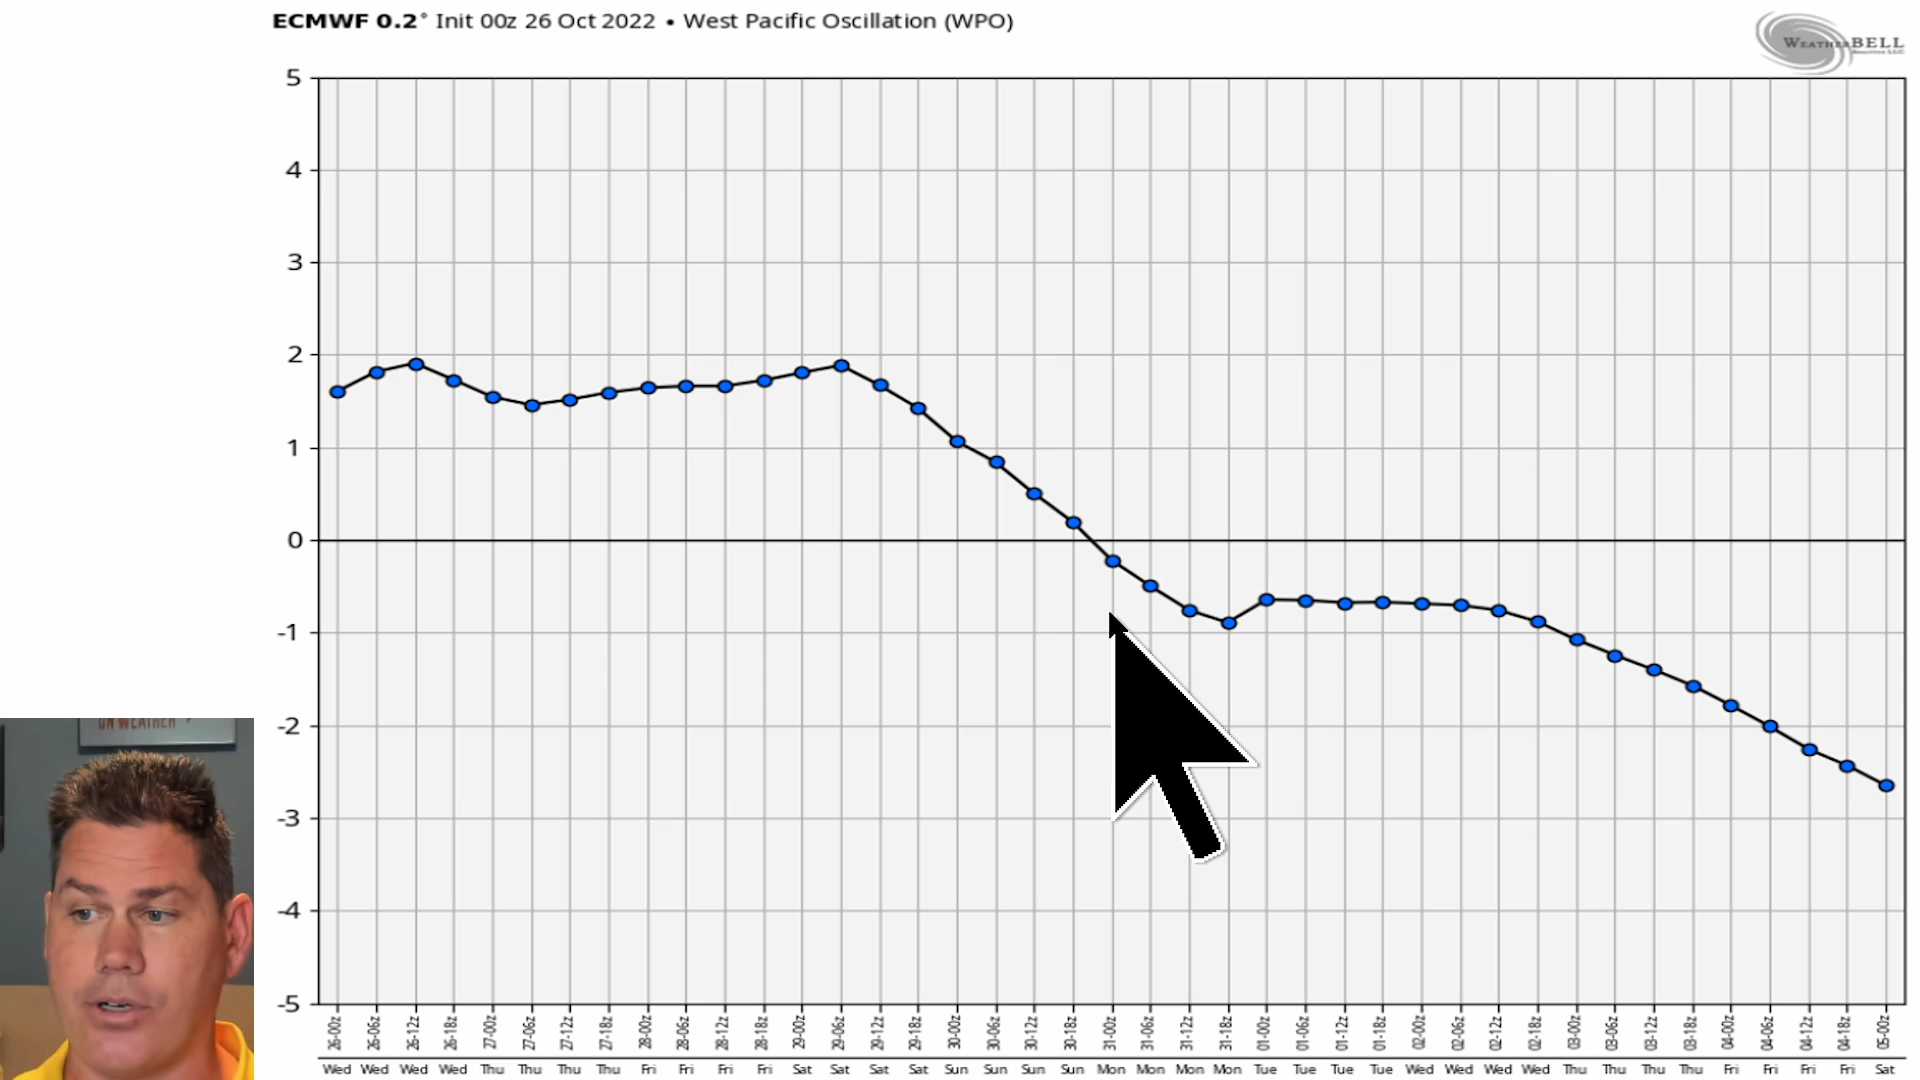 ECMWF 0.2° Init 00z 26 Oct 2022 • West Pacific Oscillation (WPO)
WEATHERBELL
5
4
3
2
1
0
-1
-2
-3
-4
-5
ON WEATHER
26-00z 26-06z 26-12z 26-18z 27-00z 27-06z 27-12z 27-18z 28-00z 28-06z 28-12z 28-18z 29-00z 29-06z 29-12z 29-18z 30-00z 30-06z 30-12z 30-18z 31-00z 31-06z 31-12z 31-18z 01-00z 01-06z 01-12z 01-18z 02-00z 02-06z 02-12z 02-18z 03-00z 03-06z 03-12z 03-18z 04-00z 04-06z 04-12z 04-18z 05-00z
Wed Wed Wed Wed Thu Thu Thu Thu Fri Fri Fri Fri Sat Sat Sat Sat Sun Sun Sun Sun Mon Mon Mon Mon Tue Tue Tue Tue Wed Wed Wed Wed Thu Thu Thu Thu Fri Fri Fri Fri Sat